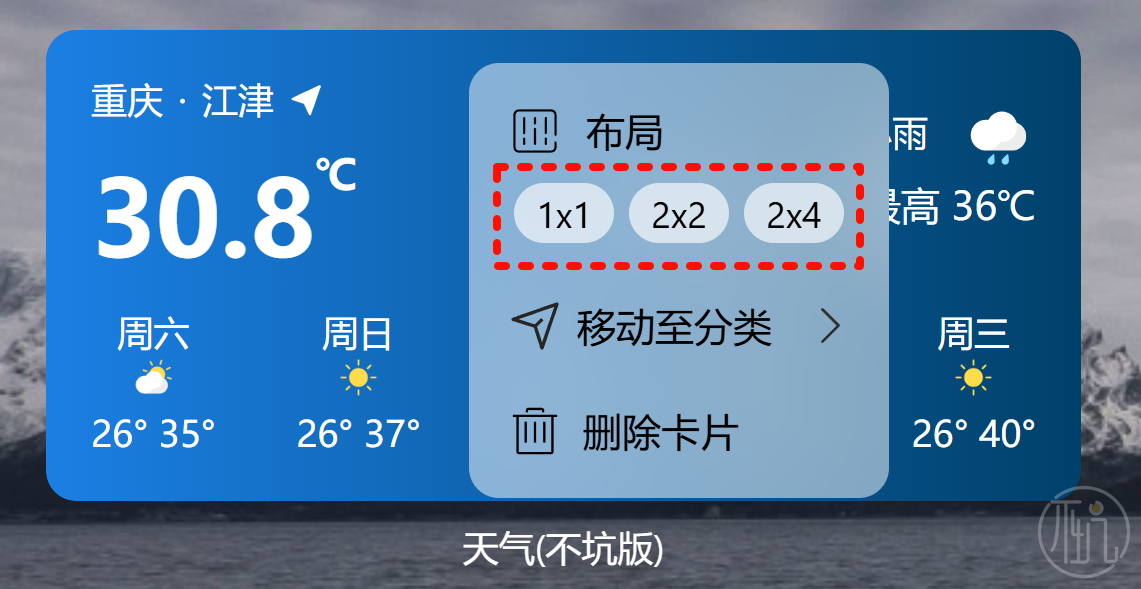 重庆 · 江津
30.8℃
雨
最高 36℃
布局
1x1 2x2 2x4
移动至分类
删除卡片
周六
26° 35°
周日
26° 37°
周三
26° 40°
天气(不坑版)